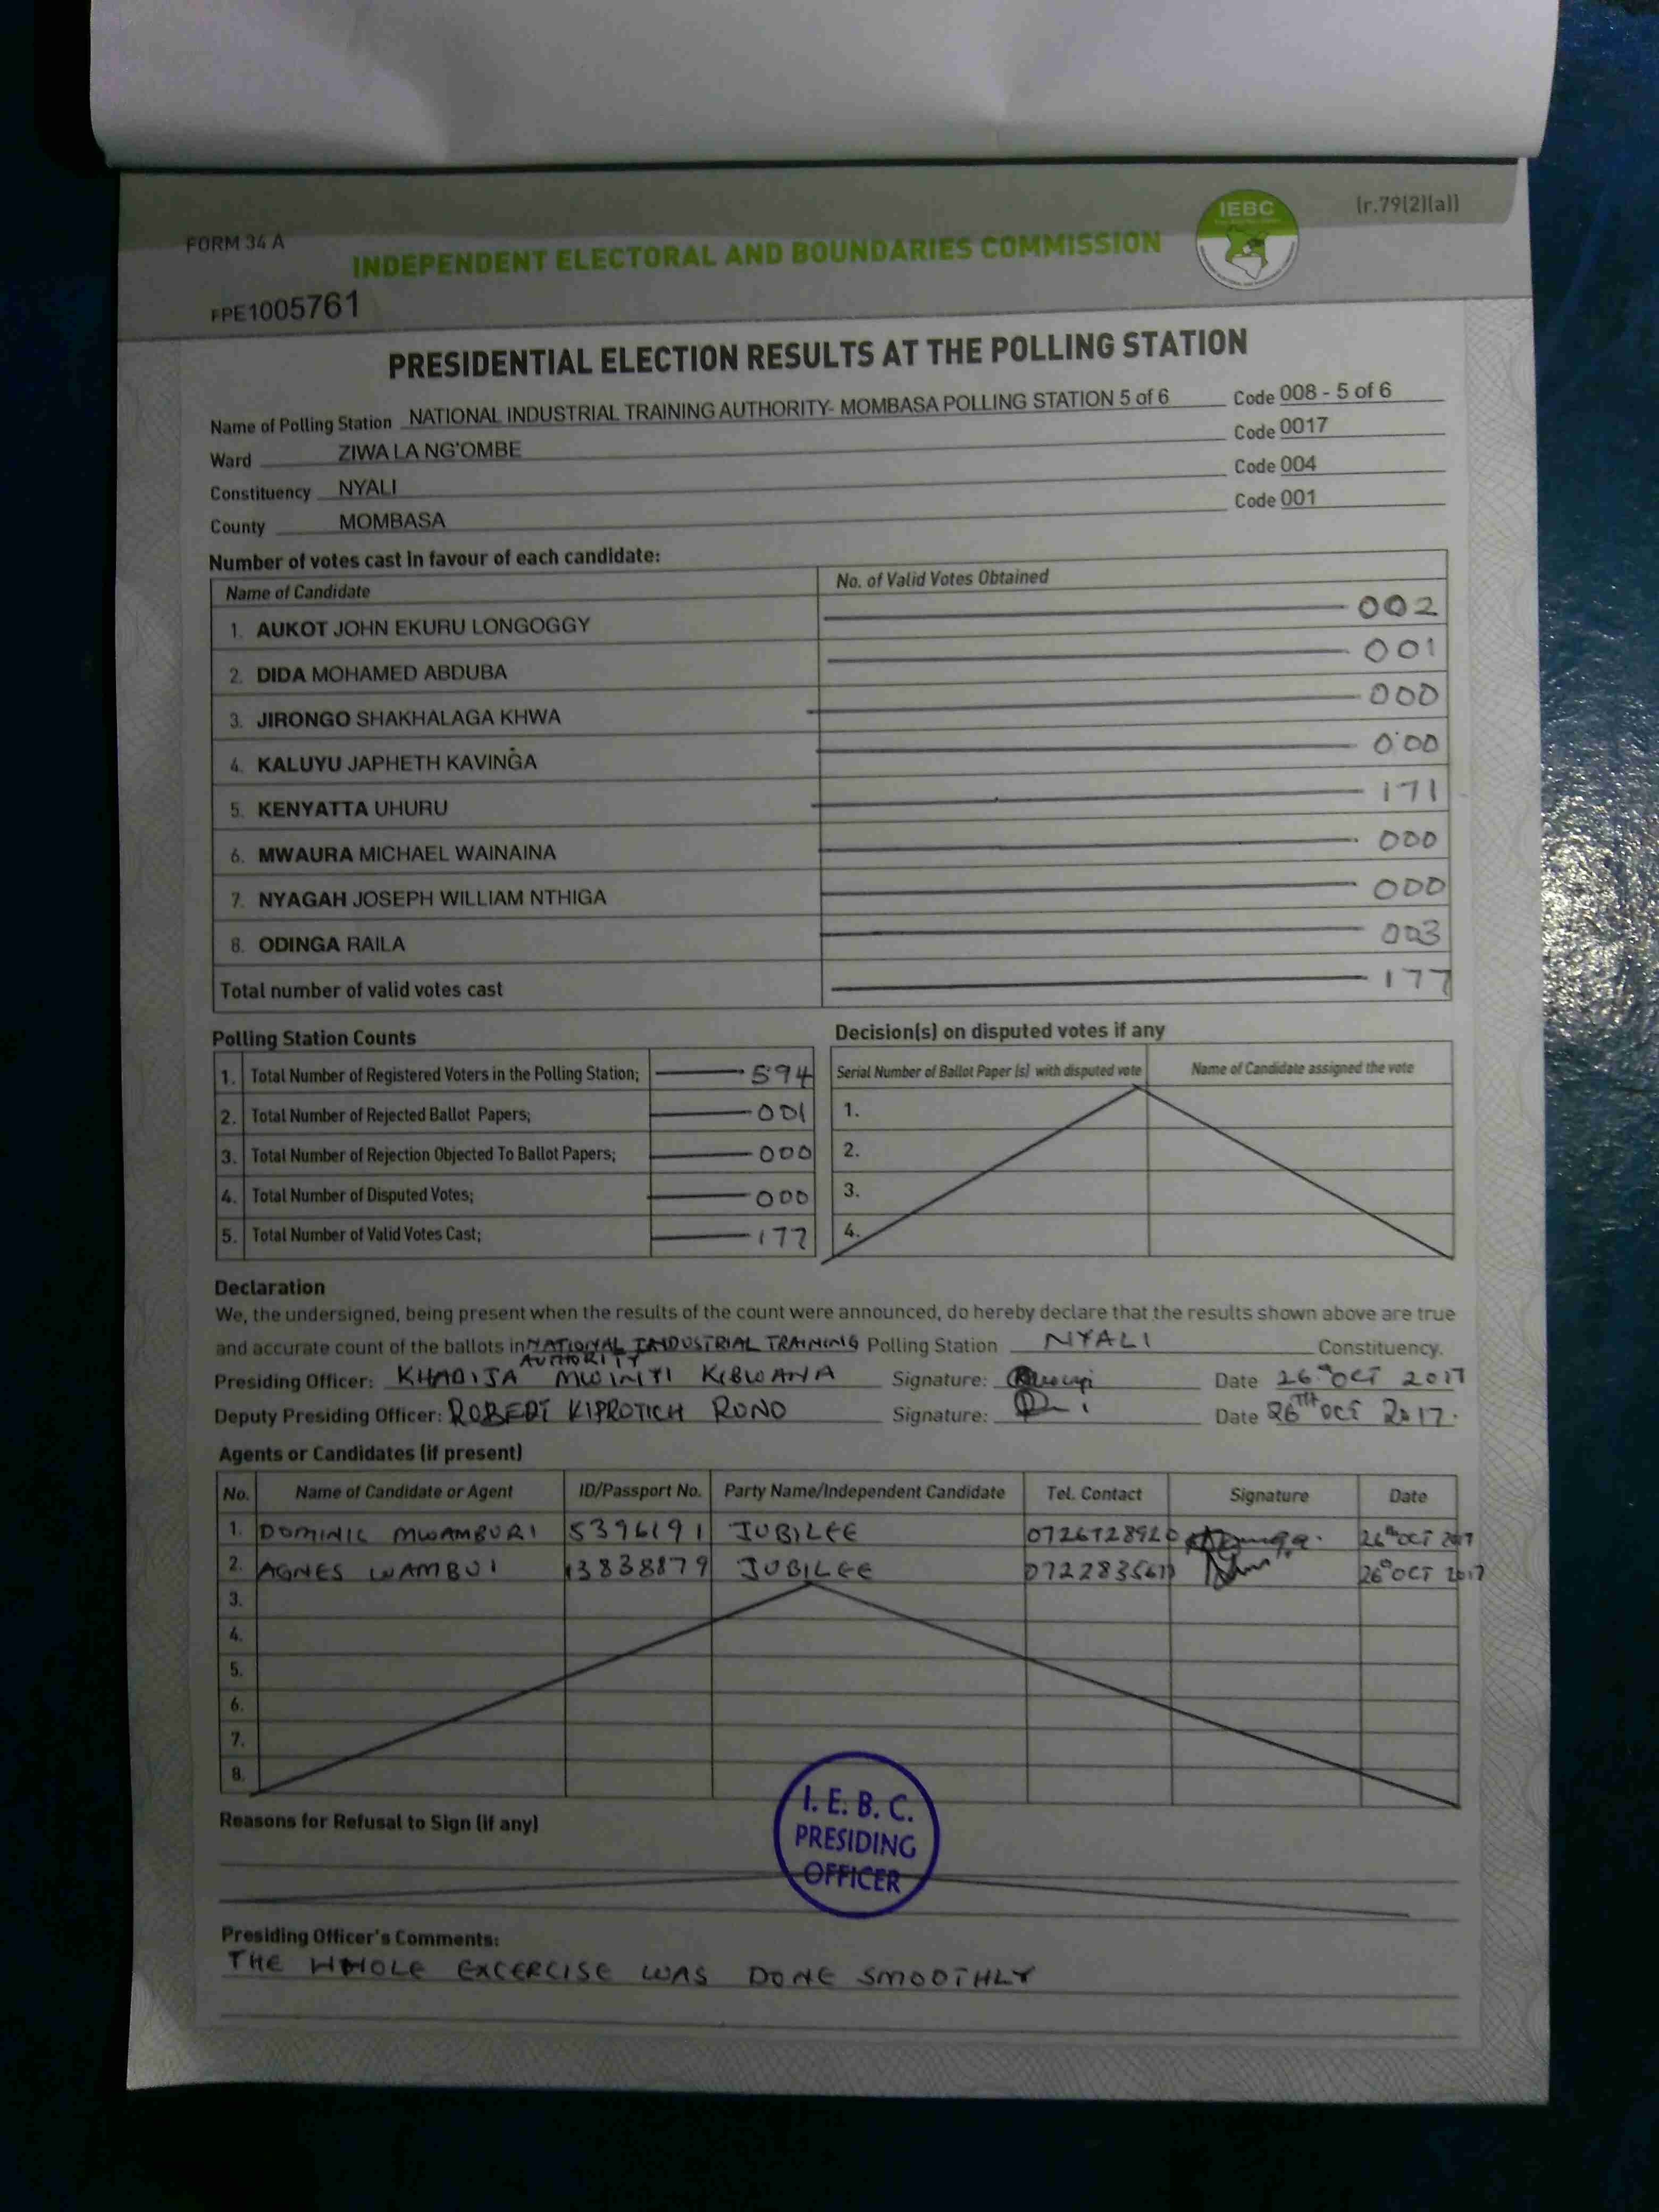 FORM 34 A
IEBC
(r.79(2)(a))
INDEPENDENT ELECTORAL AND BOUNDARIES COMMISSION
FPE1005761
PRESIDENTIAL ELECTION RESULTS AT THE POLLING STATION
Name of Polling Station NATIONAL INDUSTRIAL TRAINING AUTHORITY- MOMBASA POLLING STATION 5 of 6 Code 008 - 5 of 6
Ward ZIWA LA NG'OMBE Code 0017
Constituency NYALI Code 004
County MOMBASA Code 001
Number of votes cast in favour of each candidate:
Name of Candidate No. of Valid Votes Obtained
1. AUKOT JOHN EKURU LONGOGGY 002
2. DIDA MOHAMED ABDUBA 001
3. JIRONGO SHAKHALAGA KHWA 000
4. KALUYU JAPHETH KAVINGA 000
5. KENYATTA UHURU 171
6. MWAURA MICHAEL WAINAINA 000
7. NYAGAH JOSEPH WILLIAM NTHIGA 000
8. ODINGA RAILA 003
Total number of valid votes cast 177
Polling Station Counts
1. Total Number of Registered Voters in the Polling Station; 594
2. Total Number of Rejected Ballot Papers; 001
3. Total Number of Rejection Objected To Ballot Papers; 000
4. Total Number of Disputed Votes; 000
5. Total Number of Valid Votes Cast; 177
Decision(s) on disputed votes if any
Serial Number of Ballot Paper (s) with disputed vote Name of Candidate assigned the vote
1.
2.
3.
4.
Declaration
We, the undersigned, being present when the results of the count were announced, do hereby declare that the results shown above are true
and accurate count of the ballots in NATIONAL INDUSTRIAL TRAINING Polling Station NYALI Constituency.
AUTHORITY
Presiding Officer: KHADIJA MWINYI KIBWANA Signature: Date 26th OCT 2017
Deputy Presiding Officer: ROBERT KIPROTICH RONO Signature: Date 26TH OCT 2017.
Agents or Candidates (if present)
No. Name of Candidate or Agent ID/Passport No. Party Name/Independent Candidate Tel. Contact Signature Date
1. DOMINIC MWAMBURI 5396191 JUBILEE 0726728920 26th OCT 2017
2. AGNES WAMBUI 13838879 JUBILEE 26 OCT 2017
3.
4.
5.
6.
7.
8.
Reasons for Refusal to Sign (if any)
I. E. B. C.
PRESIDING
OFFICER
Presiding Officer's Comments:
THE WHOLE EXCERCISE WAS DONE SMOOTHLY